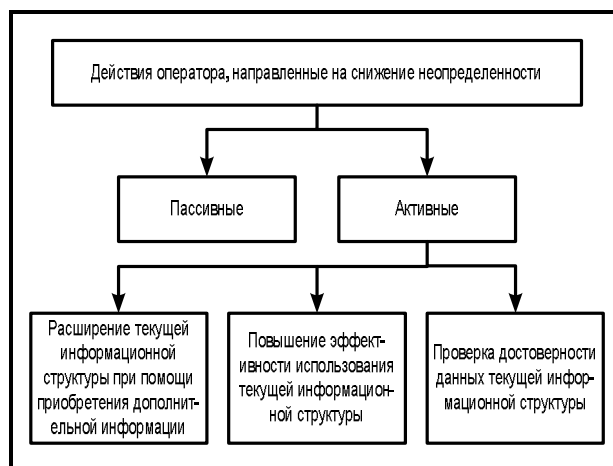 Действия оператора, направленные на снижение неопределенности
Пассивные
Активные
Расширение текущей
информационной
структуры при помощи
приобретения дополнит-
ельной информации
Повышение эффект-
ивности использования
текущей информацион-
ной структуры
Проверка достоверности
данных текущей инфор-
мационной структуры